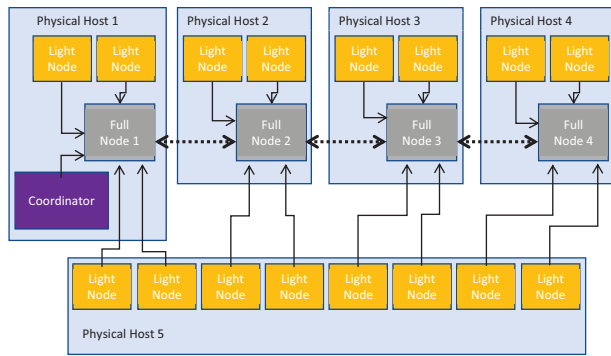 Physical Host 1
Physical Host 2
Physical Host 3
Physical Host 4
Light
Node
Light
Node
Light
Node
Light
Node
Light
Node
Light
Node
Light
Node
Light
Node
Full
Node 1
Full
Node 2
Full
Node 3
Full
Node 4
Coordinator
Light
Node
Light
Node
Light
Node
Light
Node
Light
Node
Light
Node
Light
Node
Light
Node
Physical Host 5